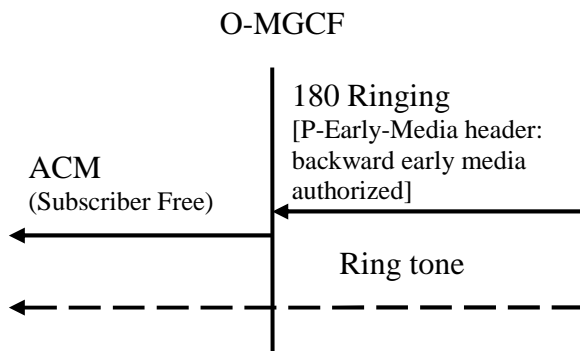 O-MGCF
180 Ringing
[P-Early-Media header:
backward early media
authorized]
ACM
(Subscriber Free)
Ring tone